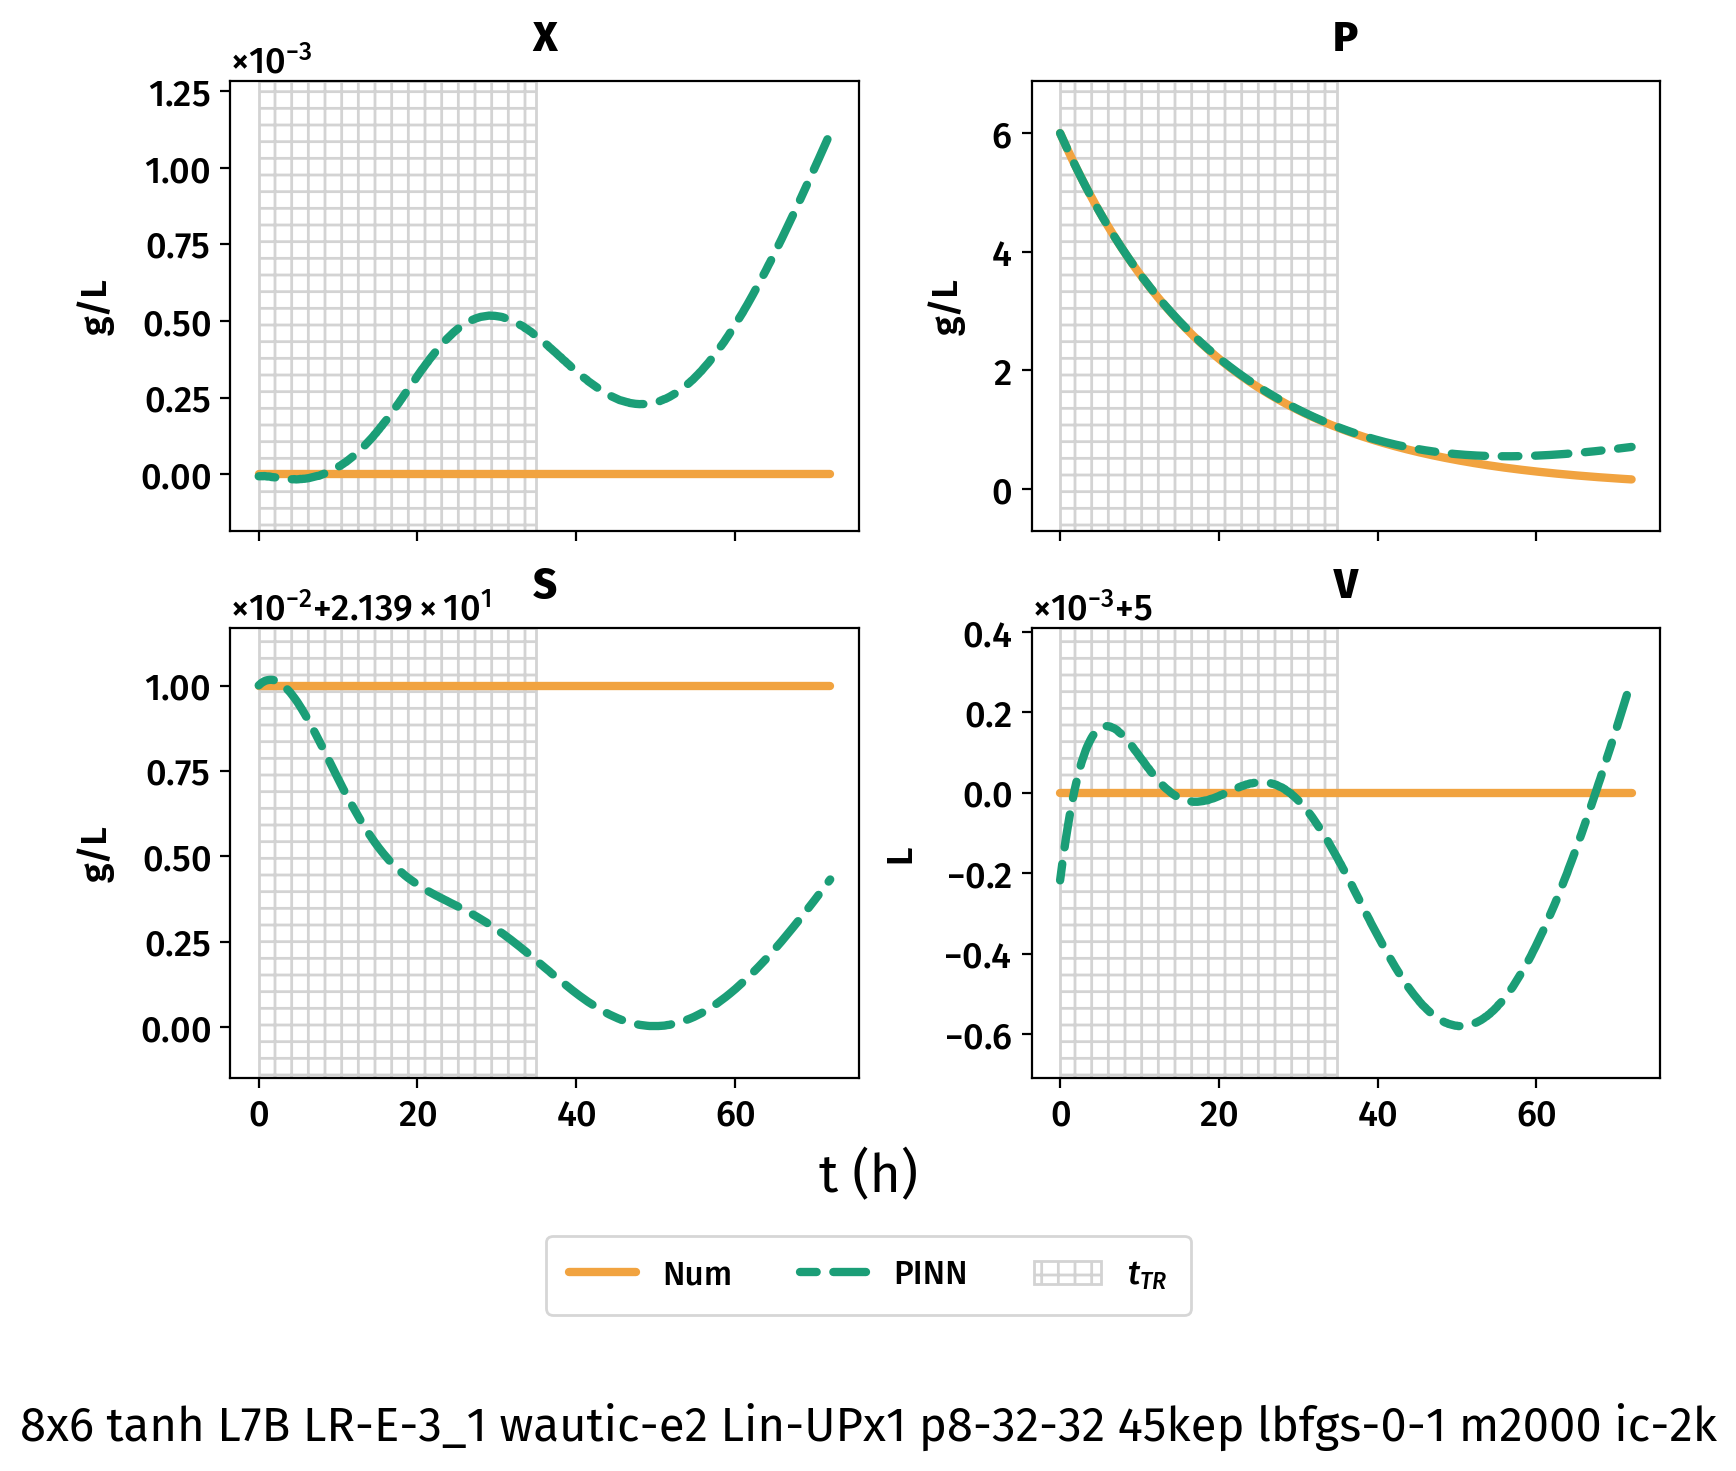 X
×10⁻³
1.25
1.00
0.75
0.50
0.25
0.00
g/L
P
6
4
2
0
g/L
S
×10⁻²+2.139 × 10¹
1.00
0.75
0.50
0.25
0.00
g/L
0 20 40 60
V
×10⁻³+5
0.4
0.2
0.0
−0.2
−0.4
−0.6
L
0 20 40 60
t (h)
Num PINN t_TR
8x6 tanh L7B LR-E-3_1 wautic-e2 Lin-UPx1 p8-32-32 45kep lbfgs-0-1 m2000 ic-2k